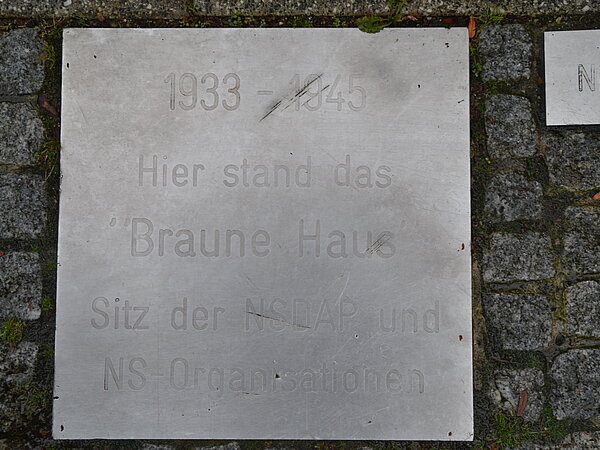 1933 - 1945
Hier stand das
"Braune Haus
Sitz der NSDAP und
NS-Organisationen
N